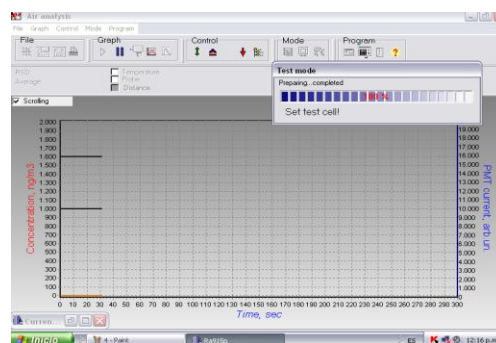 Air analysis
File Graph Control Mode Program
File Graph Control Mode Program
RSD:
Average:
Temperature
Probe
Distance
Scrolling
Test mode
Preparing...completed
Set test cell!
Concentration, ng/m3
2.000
1.900
1.800
1.700
1.600
1.500
1.400
1.300
1.200
1.100
1.000
900
800
700
600
500
400
300
200
100
0
19.000
18.000
17.000
16.000
15.000
14.000
13.000
12.000
11.000
10.000
9.000
8.000
7.000
6.000
5.000
4.000
3.000
2.000
1.000
0
PMT current, arb.un.
0 10 20 30 40 50 60 70 80 90 100 110 120 130 140 150 160 170 180 190 200 210 220 230 240 250 260 270 280 290 300
Time, sec
Curren...
Inicio 4 - Paint Ra915p ES 12:16 p.m.